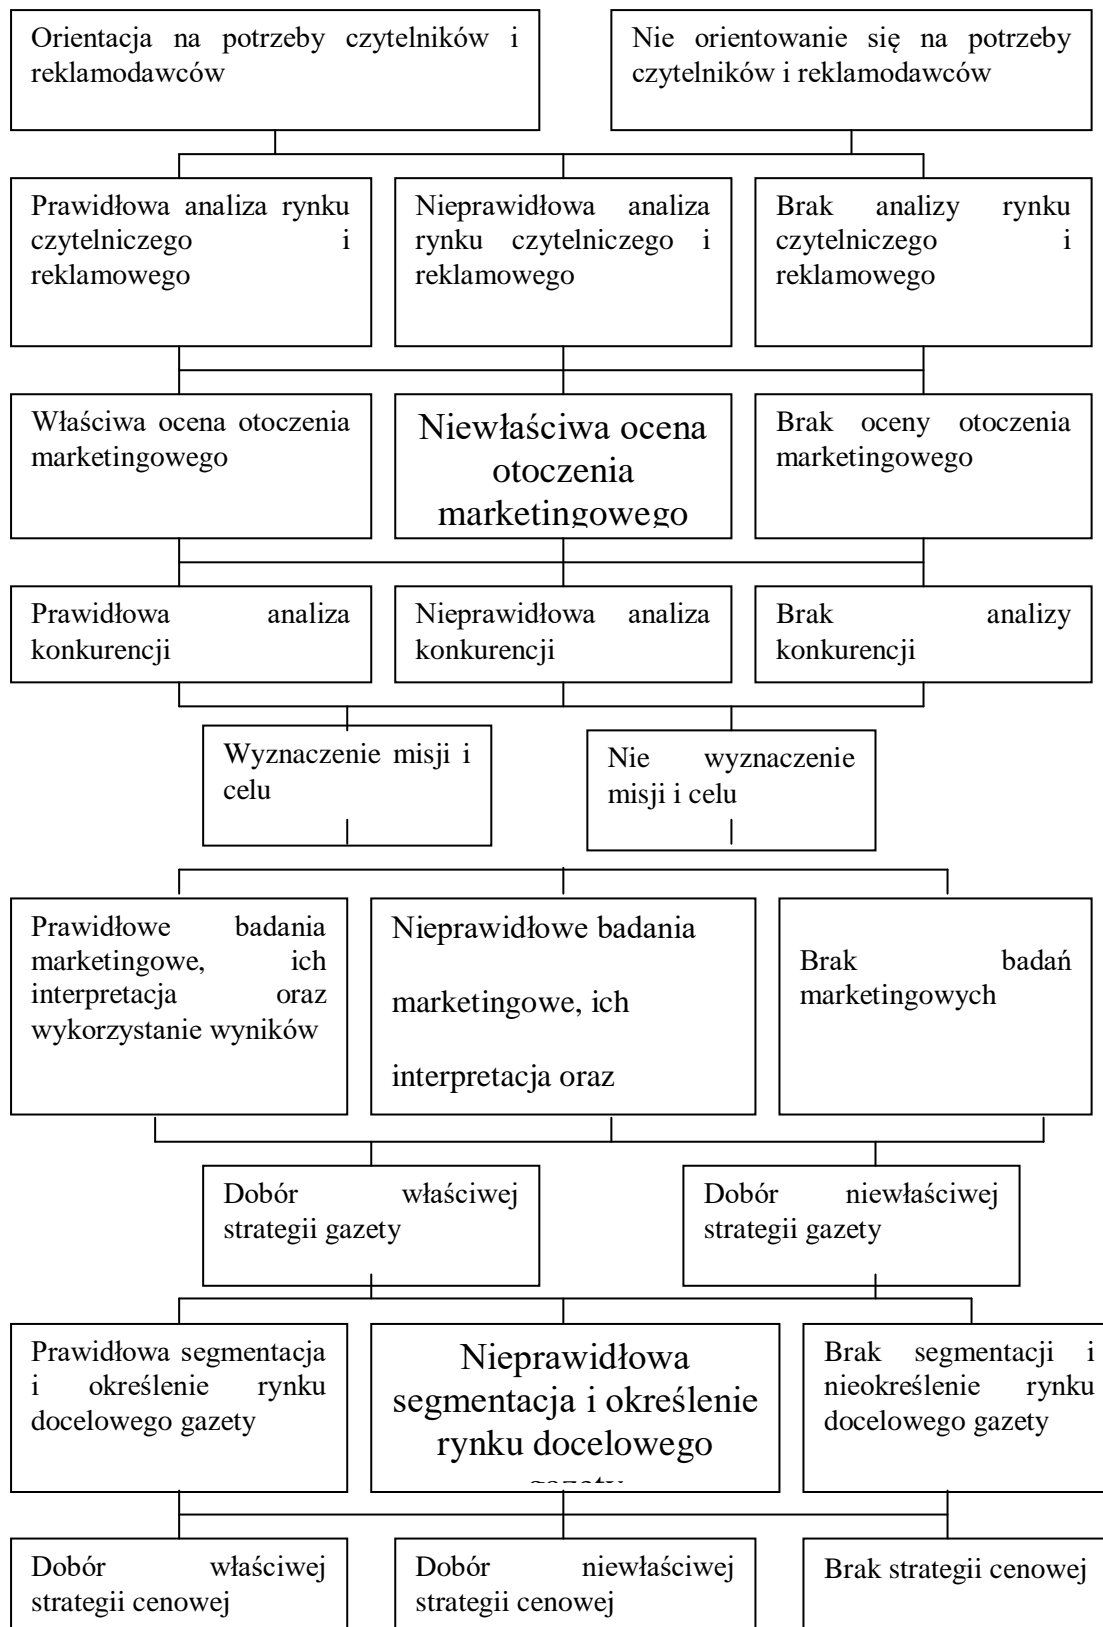 Orientacja na potrzeby czytelników i
reklamodawców
Nie orientowanie się na potrzeby
czytelników i reklamodawców
Prawidłowa analiza rynku
czytelniczego i
reklamowego
Nieprawidłowa analiza
rynku czytelniczego i
reklamowego
Brak analizy rynku
czytelniczego i
reklamowego
Właściwa ocena otoczenia
marketingowego
Niewłaściwa ocena
otoczenia
marketingowego
Brak oceny otoczenia
marketingowego
Prawidłowa analiza
konkurencji
Nieprawidłowa analiza
konkurencji
Brak analizy
konkurencji
Wyznaczenie misji i
celu
Nie wyznaczenie
misji i celu
Prawidłowe badania
marketingowe, ich
interpretacja oraz
wykorzystanie wyników
Nieprawidłowe badania
marketingowe, ich
interpretacja oraz
Brak badań
marketingowych
Dobór właściwej
strategii gazety
Dobór niewłaściwej
strategii gazety
Prawidłowa segmentacja
i określenie rynku
docelowego gazety
Nieprawidłowa
segmentacja i określenie
rynku docelowego
Brak segmentacji i
nieokreślenie rynku
docelowego gazety
Dobór właściwej
strategii cenowej
Dobór niewłaściwej
strategii cenowej
Brak strategii cenowej